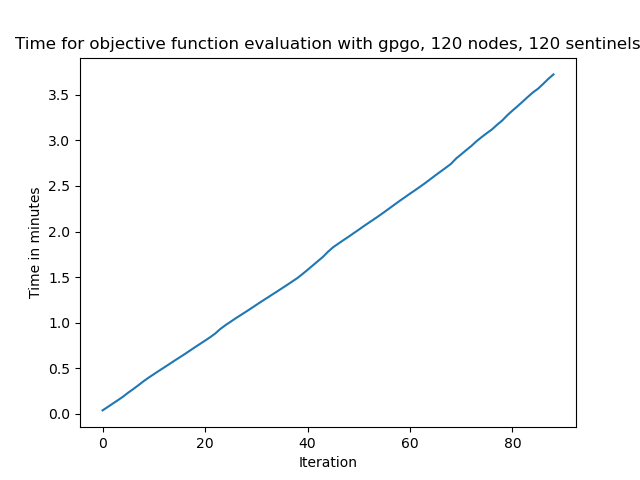 Time for objective function evaluation with gpgo, 120 nodes, 120 sentinels
3.5
3.0
2.5
2.0
1.5
1.0
0.5
0.0
Time in minutes
0 20 40 60 80
Iteration